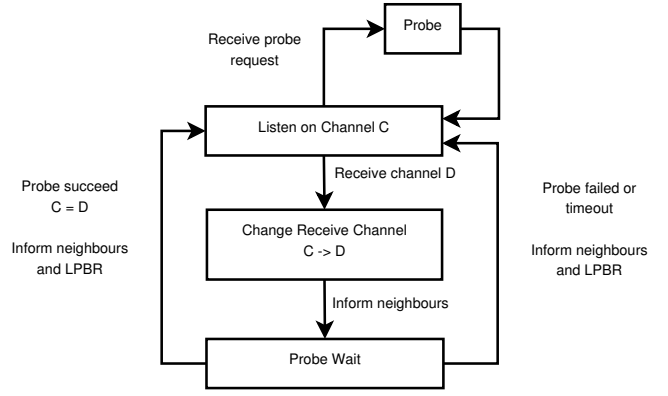 Probe
Receive probe
request
Listen on Channel C
Receive channel D
Probe succeed
C = D
Inform neighbours
and LPBR
Change Receive Channel
C -> D
Probe failed or
timeout
Inform neighbours
and LPBR
Inform neighbours
Probe Wait